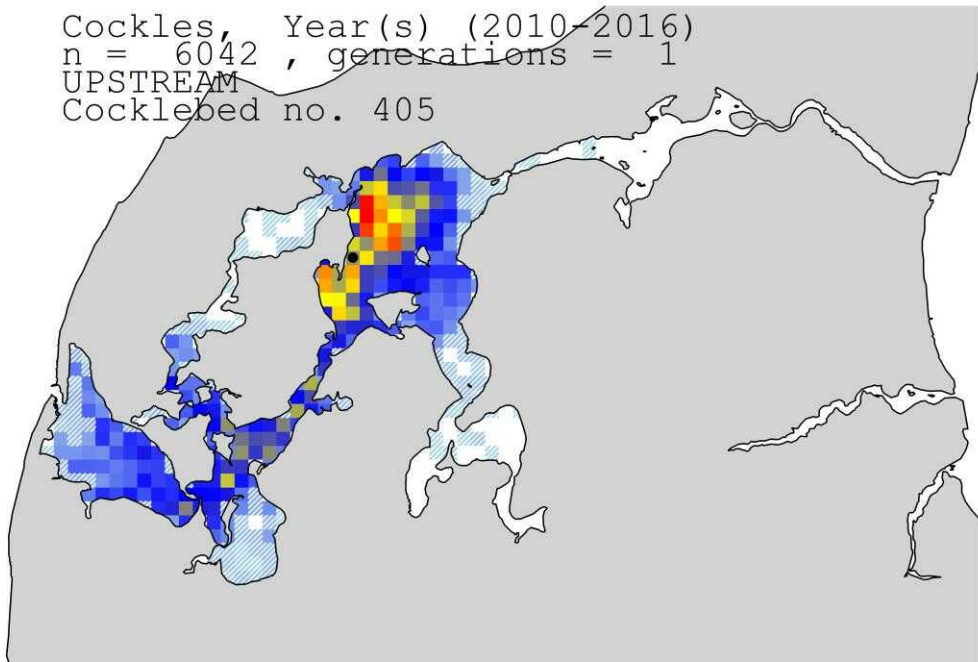 Cockles, Year(s) (2010-2016)
n = 6042 , generations = 1
UPSTREAM
Cocklebed no. 405